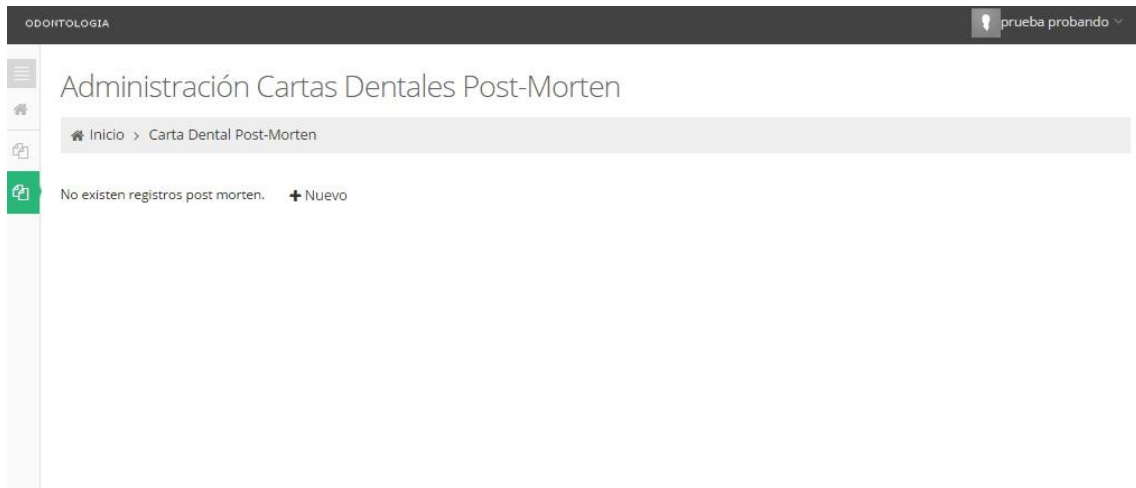 ODONTOLOGIA
prueba probando
Administración Cartas Dentales Post-Morten
Inicio > Carta Dental Post-Morten
No existen registros post morten. + Nuevo